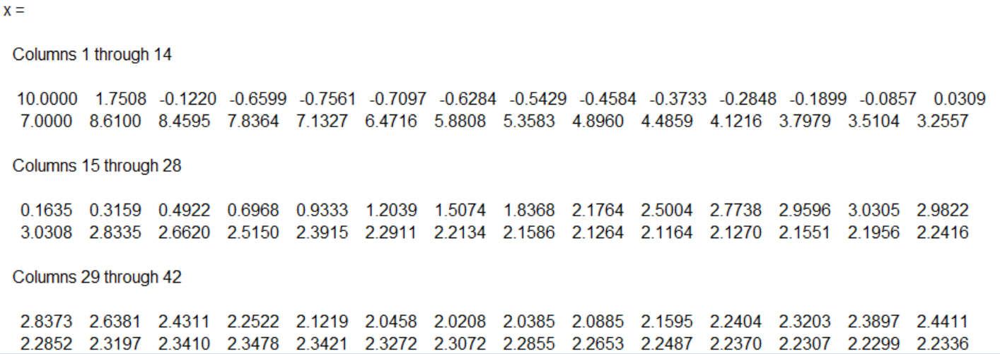 x =
Columns 1 through 14
10.0000 1.7508 -0.1220 -0.6599 -0.7561 -0.7097 -0.6284 -0.5429 -0.4584 -0.3733 -0.2848 -0.1899 -0.0857 0.0309
7.0000 8.6100 8.4595 7.8364 7.1327 6.4716 5.8808 5.3583 4.8960 4.4859 4.1216 3.7979 3.5104 3.2557
Columns 15 through 28
0.1635 0.3159 0.4922 0.6968 0.9333 1.2039 1.5074 1.8368 2.1764 2.5004 2.7738 2.9596 3.0305 2.9822
3.0308 2.8335 2.6620 2.5150 2.3915 2.2911 2.2134 2.1586 2.1264 2.1164 2.1270 2.1551 2.1956 2.2416
Columns 29 through 42
2.8373 2.6381 2.4311 2.2522 2.1219 2.0458 2.0208 2.0385 2.0885 2.1595 2.2404 2.3203 2.3897 2.4411
2.2852 2.3197 2.3410 2.3478 2.3421 2.3272 2.3072 2.2855 2.2653 2.2487 2.2370 2.2307 2.2299 2.2336